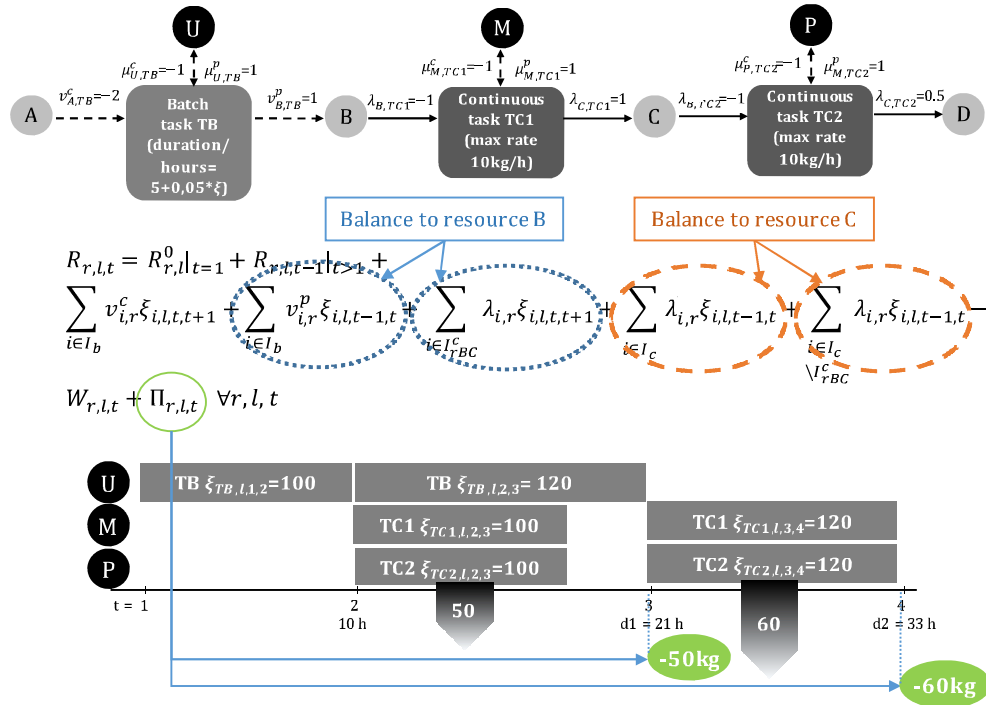 U M P
μ^c_{U,TB}=−1 μ^p_{U,TB}=1 μ^c_{M,TC1}=−1 μ^p_{M,TC1}=1 μ^c_{P,TC2}=−1 μ^p_{M,TC2}=1
A v^c_{A,TB}=−2 Batch task TB (duration/ hours= 5+0,05*ξ) v^p_{B,TB}=1 B λ_{B,TC1}=−1 Continuous task TC1 (max rate 10kg/h) λ_{C,TC1}=1 C λ_{B,TC2}=−1 Continuous task TC2 (max rate 10kg/h) λ_{C,TC2}=0.5 D
Balance to resource B Balance to resource C
R_{r,l,t} = R^0_{r,l}|_{t=1} + R_{r,l,t−1}|_{t>1} +
∑_{i∈I_b} v^c_{i,r} ξ_{i,l,t,t+1} + ∑_{i∈I_b} v^p_{i,r} ξ_{i,l,t−1,t} + ∑_{i∈I^c_{rBC}} λ_{i,r} ξ_{i,l,t,t+1} + ∑_{i∈I_c} λ_{i,r} ξ_{i,l,t−1,t} + ∑_{i∈I_c \I^c_{rBC}} λ_{i,r} ξ_{i,l,t−1,t} −
W_{r,l,t} + Π_{r,l,t} ∀r, l, t
U TB ξ_{TB,l,1,2}=100 TB ξ_{TB,l,2,3}= 120
M TC1 ξ_{TC1,l,2,3}=100 TC1 ξ_{TC1,l,3,4}=120
P TC2 ξ_{TC2,l,2,3}=100 TC2 ξ_{TC2,l,3,4}=120
50 60
t = 1 2 3 4
10 h d1 = 21 h d2 = 33 h
-50kg
-60kg